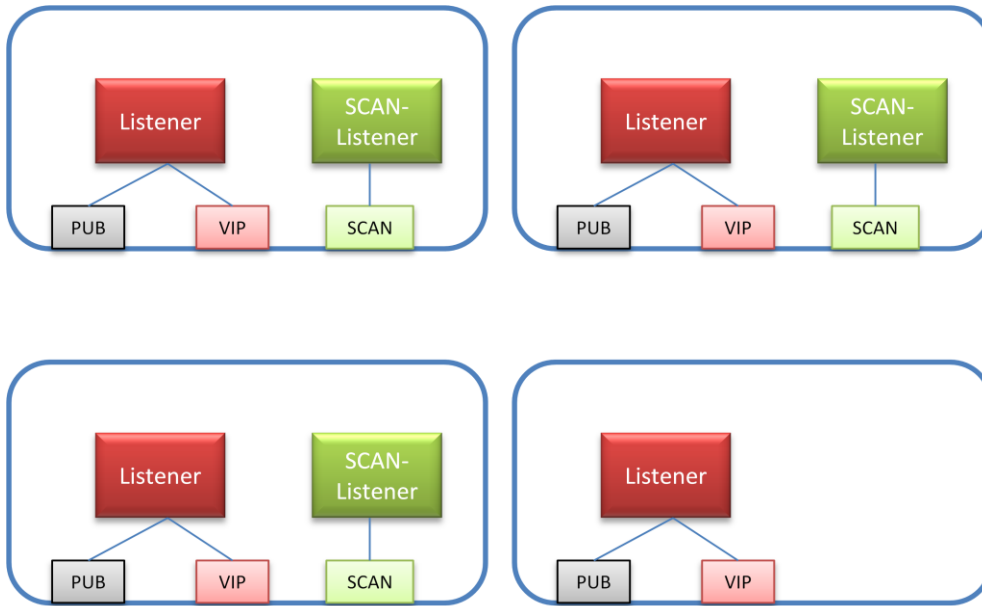 Listener
SCAN-
Listener
PUB
VIP
SCAN
Listener
SCAN-
Listener
PUB
VIP
SCAN
Listener
SCAN-
Listener
PUB
VIP
SCAN
Listener
PUB
VIP